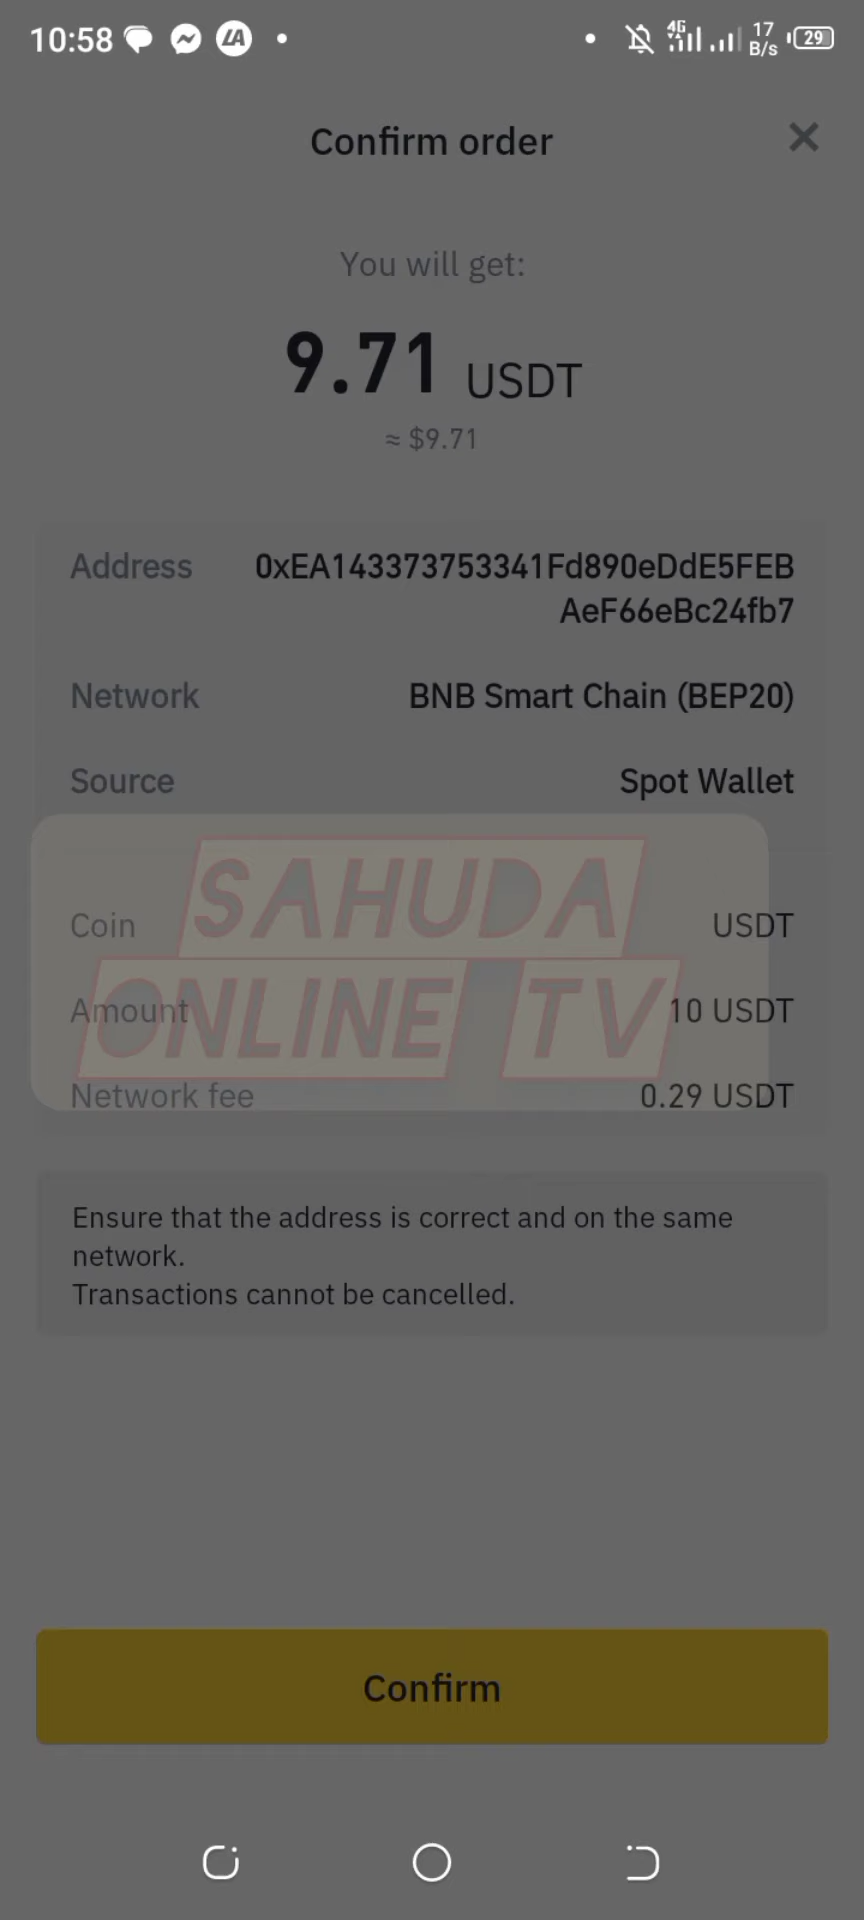 10:58
4G
17
B/s
29
Confirm order
You will get:
9.71 USDT
≈ $9.71
Address 0xEA143373753341Fd890eDdE5FEB
AeF66eBc24fb7
Network BNB Smart Chain (BEP20)
Source Spot Wallet
SAHUDA
Coin USDT
ONLINE TV
Amount 10 USDT
Network fee 0.29 USDT
Ensure that the address is correct and on the same
network.
Transactions cannot be cancelled.
Confirm